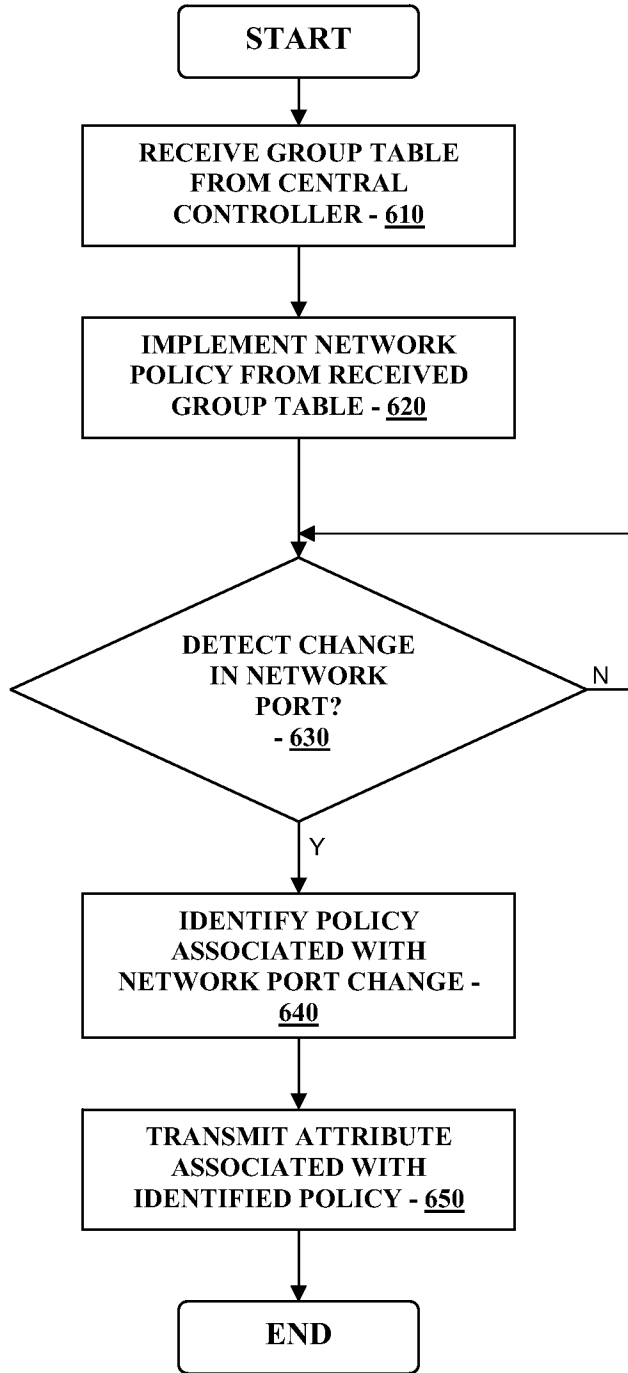 START
RECEIVE GROUP TABLE
FROM CENTRAL
CONTROLLER - 610
IMPLEMENT NETWORK
POLICY FROM RECEIVED
GROUP TABLE - 620
DETECT CHANGE
IN NETWORK
PORT?
- 630
N
Y
IDENTIFY POLICY
ASSOCIATED WITH
NETWORK PORT CHANGE -
640
TRANSMIT ATTRIBUTE
ASSOCIATED WITH
IDENTIFIED POLICY - 650
END